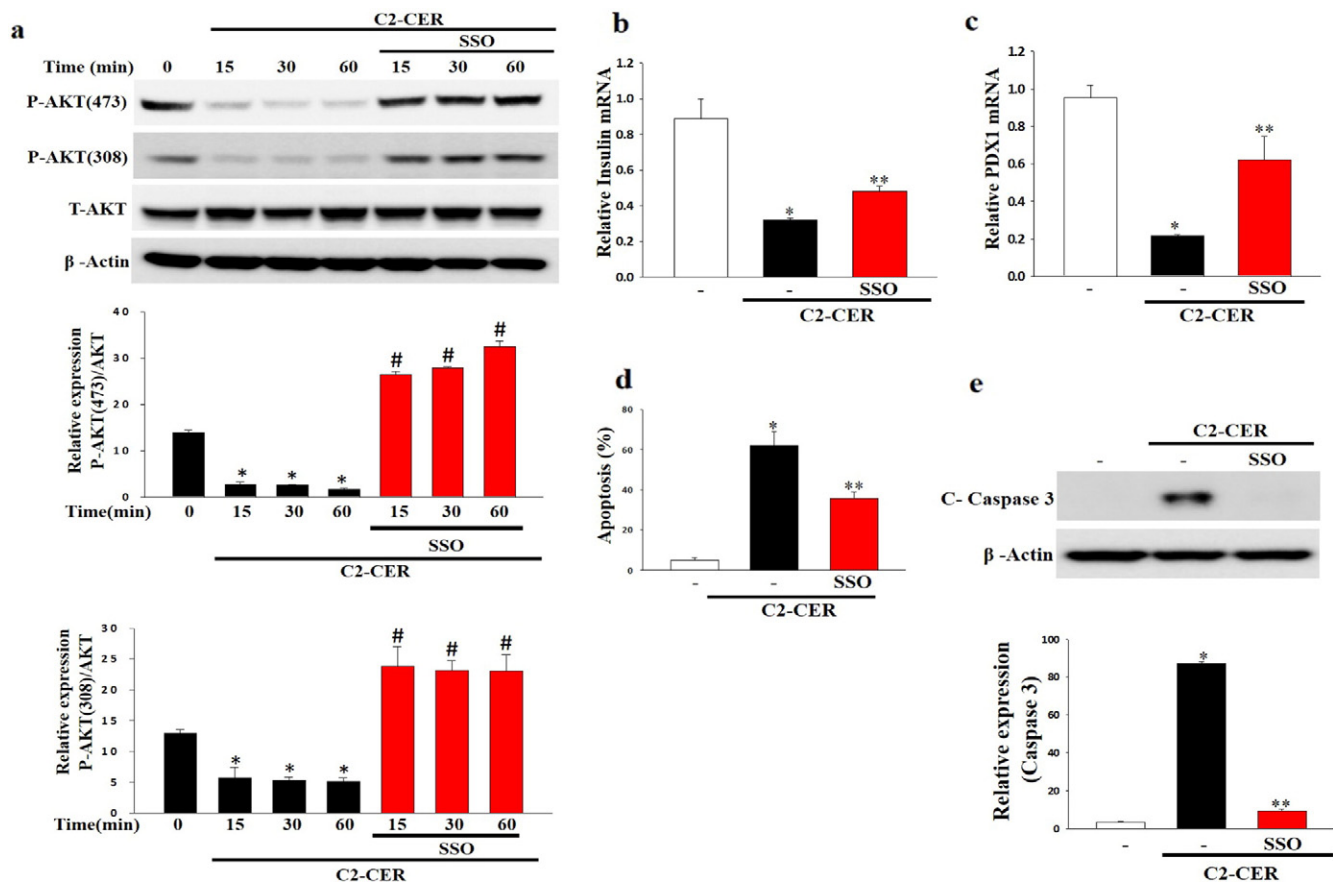 a
C2-CER
SSO
Time (min) 0 15 30 60 15 30 60
P-AKT(473)
P-AKT(308)
T-AKT
β -Actin
Relative expression
P-AKT(473)/AKT
40
30
20
10
0
* * * # # #
Time(min) 0 15 30 60 15 30 60
SSO
C2-CER
Relative expression
P-AKT(308)/AKT
30
25
20
15
10
5
0
* * * # # #
Time(min) 0 15 30 60 15 30 60
SSO
C2-CER
b
Relative Insulin mRNA
1.2
1.0
0.8
0.6
0.4
0.2
0.0
* **
- - SSO
C2-CER
c
Relative PDX1 mRNA
1.2
1.0
0.8
0.6
0.4
0.2
0.0
* **
- - SSO
C2-CER
d
Apoptosis (%)
80
60
40
20
0
* **
- - SSO
C2-CER
e
C2-CER
- - SSO
C- Caspase 3
β -Actin
Relative expression
(Caspase 3)
100
80
60
40
20
0
* **
- - SSO
C2-CER